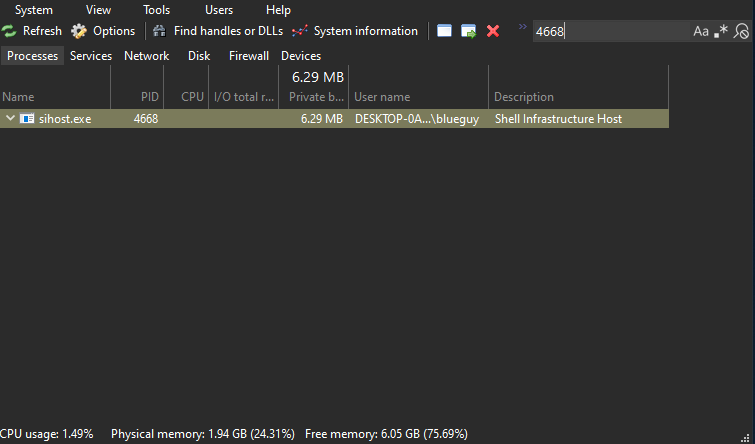 System View Tools Users Help
Refresh Options Find handles or DLLs System information » 4668 Aa .*
Processes Services Network Disk Firewall Devices
6.29 MB
Name PID CPU I/O total r... Private b... User name Description
sihost.exe 4668 6.29 MB DESKTOP-0A...\blueguy Shell Infrastructure Host
CPU usage: 1.49% Physical memory: 1.94 GB (24.31%) Free memory: 6.05 GB (75.69%)